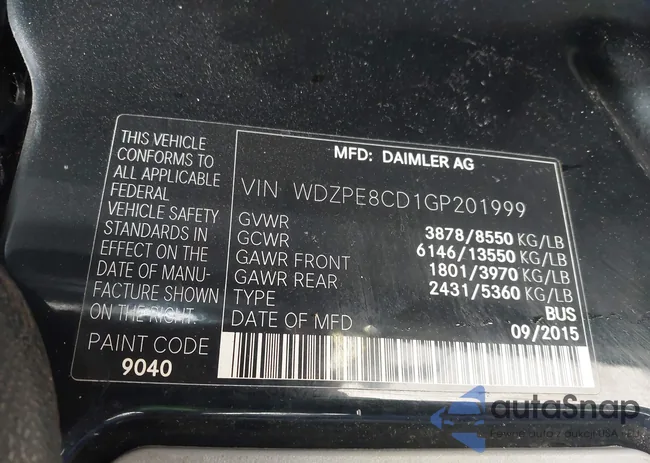 THIS VEHICLE
CONFORMS TO
ALL APPLICABLE
FEDERAL
VEHICLE SAFETY
STANDARDS IN
EFFECT ON THE
DATE OF MANU-
FACTURE SHOWN
ON THE RIGHT.
PAINT CODE
9040
MFD: DAIMLER AG
VIN WDZPE8CD1GP201999
GVWR 3878/8550 KG/LB
GCWR 6146/13550 KG/LB
GAWR FRONT 1801/3970 KG/LB
GAWR REAR 2431/5360 KG/LB
TYPE BUS
DATE OF MFD 09/2015
autaSnap